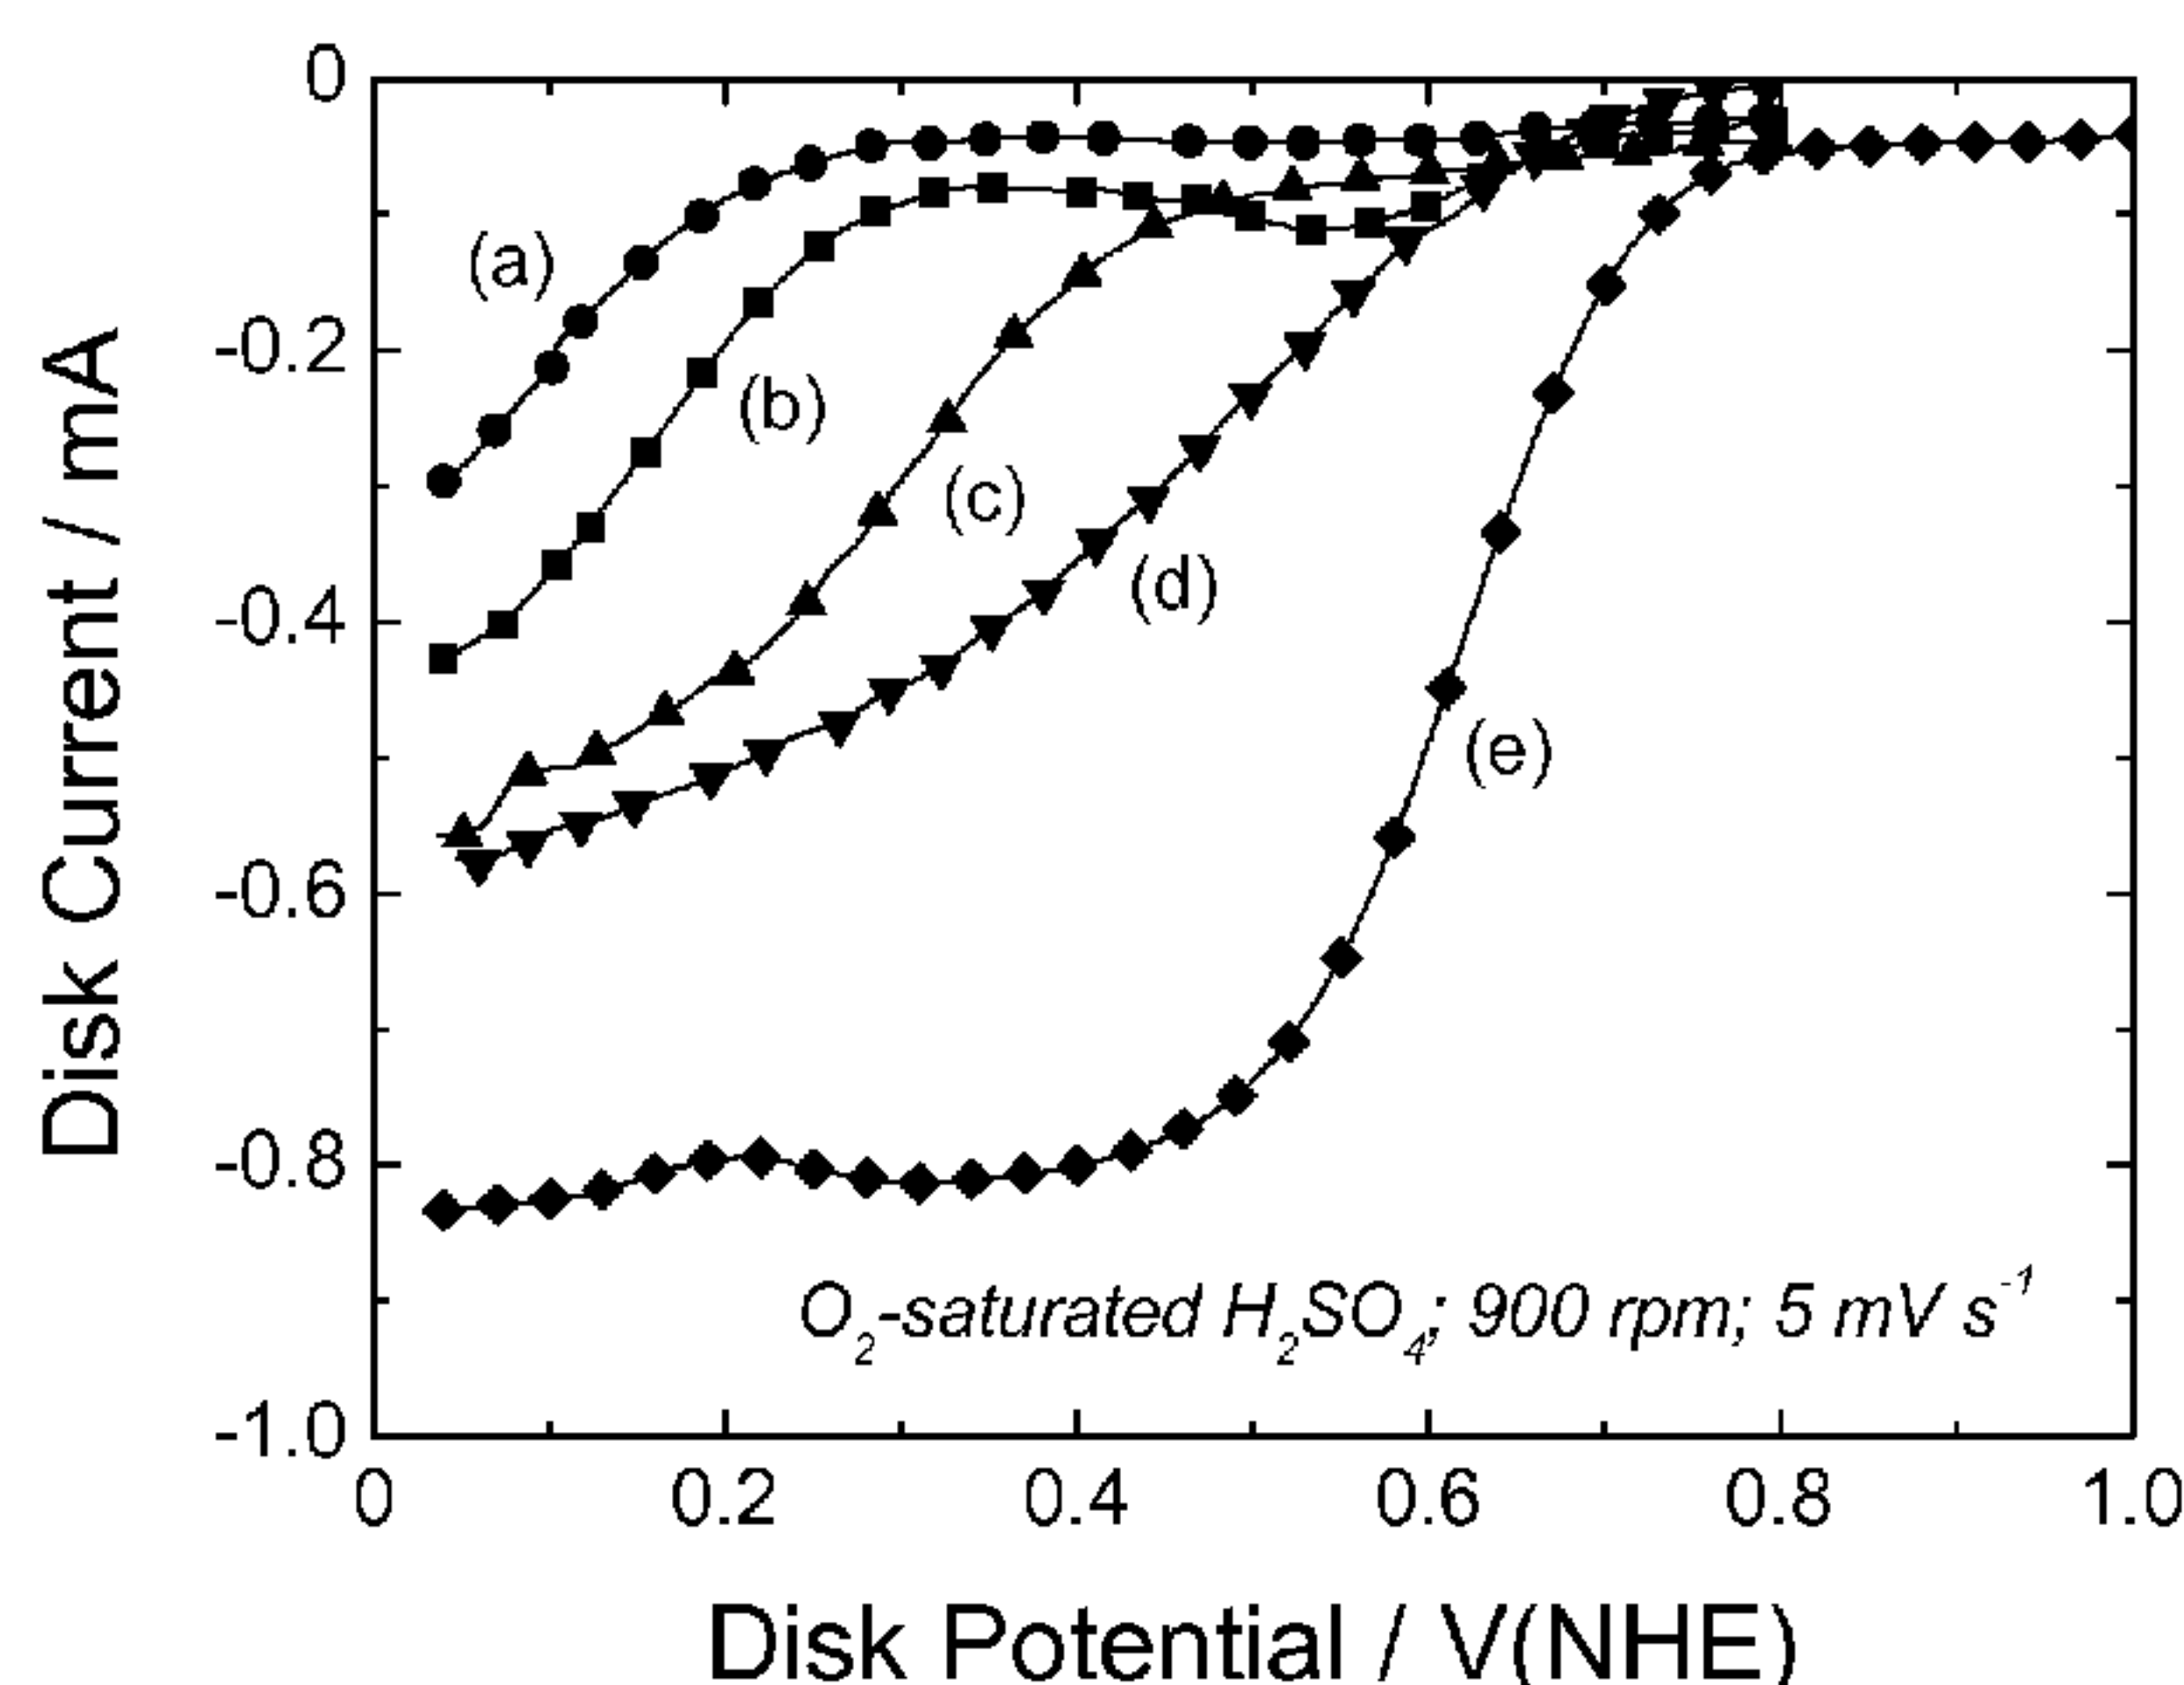 0
-0.2
-0.4
-0.6
-0.8
-1.0
Disk Current / mA
(a)
(b)
(c)
(d)
(e)
O₂-saturated H₂SO₄; 900 rpm; 5 mV s⁻¹
0 0.2 0.4 0.6 0.8 1.0
Disk Potential / V(NHE)